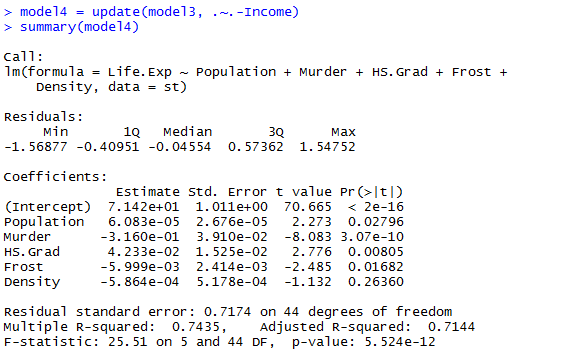 > model4 = update(model3, .~.-Income)
> summary(model4)
Call:
lm(formula = Life.Exp ~ Population + Murder + HS.Grad + Frost +
Density, data = st)
Residuals:
Min 1Q Median 3Q Max
-1.56877 -0.40951 -0.04554 0.57362 1.54752
Coefficients:
Estimate Std. Error t value Pr(>|t|)
(Intercept) 7.142e+01 1.011e+00 70.665 < 2e-16
Population 6.083e-05 2.676e-05 2.273 0.02796
Murder -3.160e-01 3.910e-02 -8.083 3.07e-10
HS.Grad 4.233e-02 1.525e-02 2.776 0.00805
Frost -5.999e-03 2.414e-03 -2.485 0.01682
Density -5.864e-04 5.178e-04 -1.132 0.26360
Residual standard error: 0.7174 on 44 degrees of freedom
Multiple R-squared: 0.7435, Adjusted R-squared: 0.7144
F-statistic: 25.51 on 5 and 44 DF, p-value: 5.524e-12